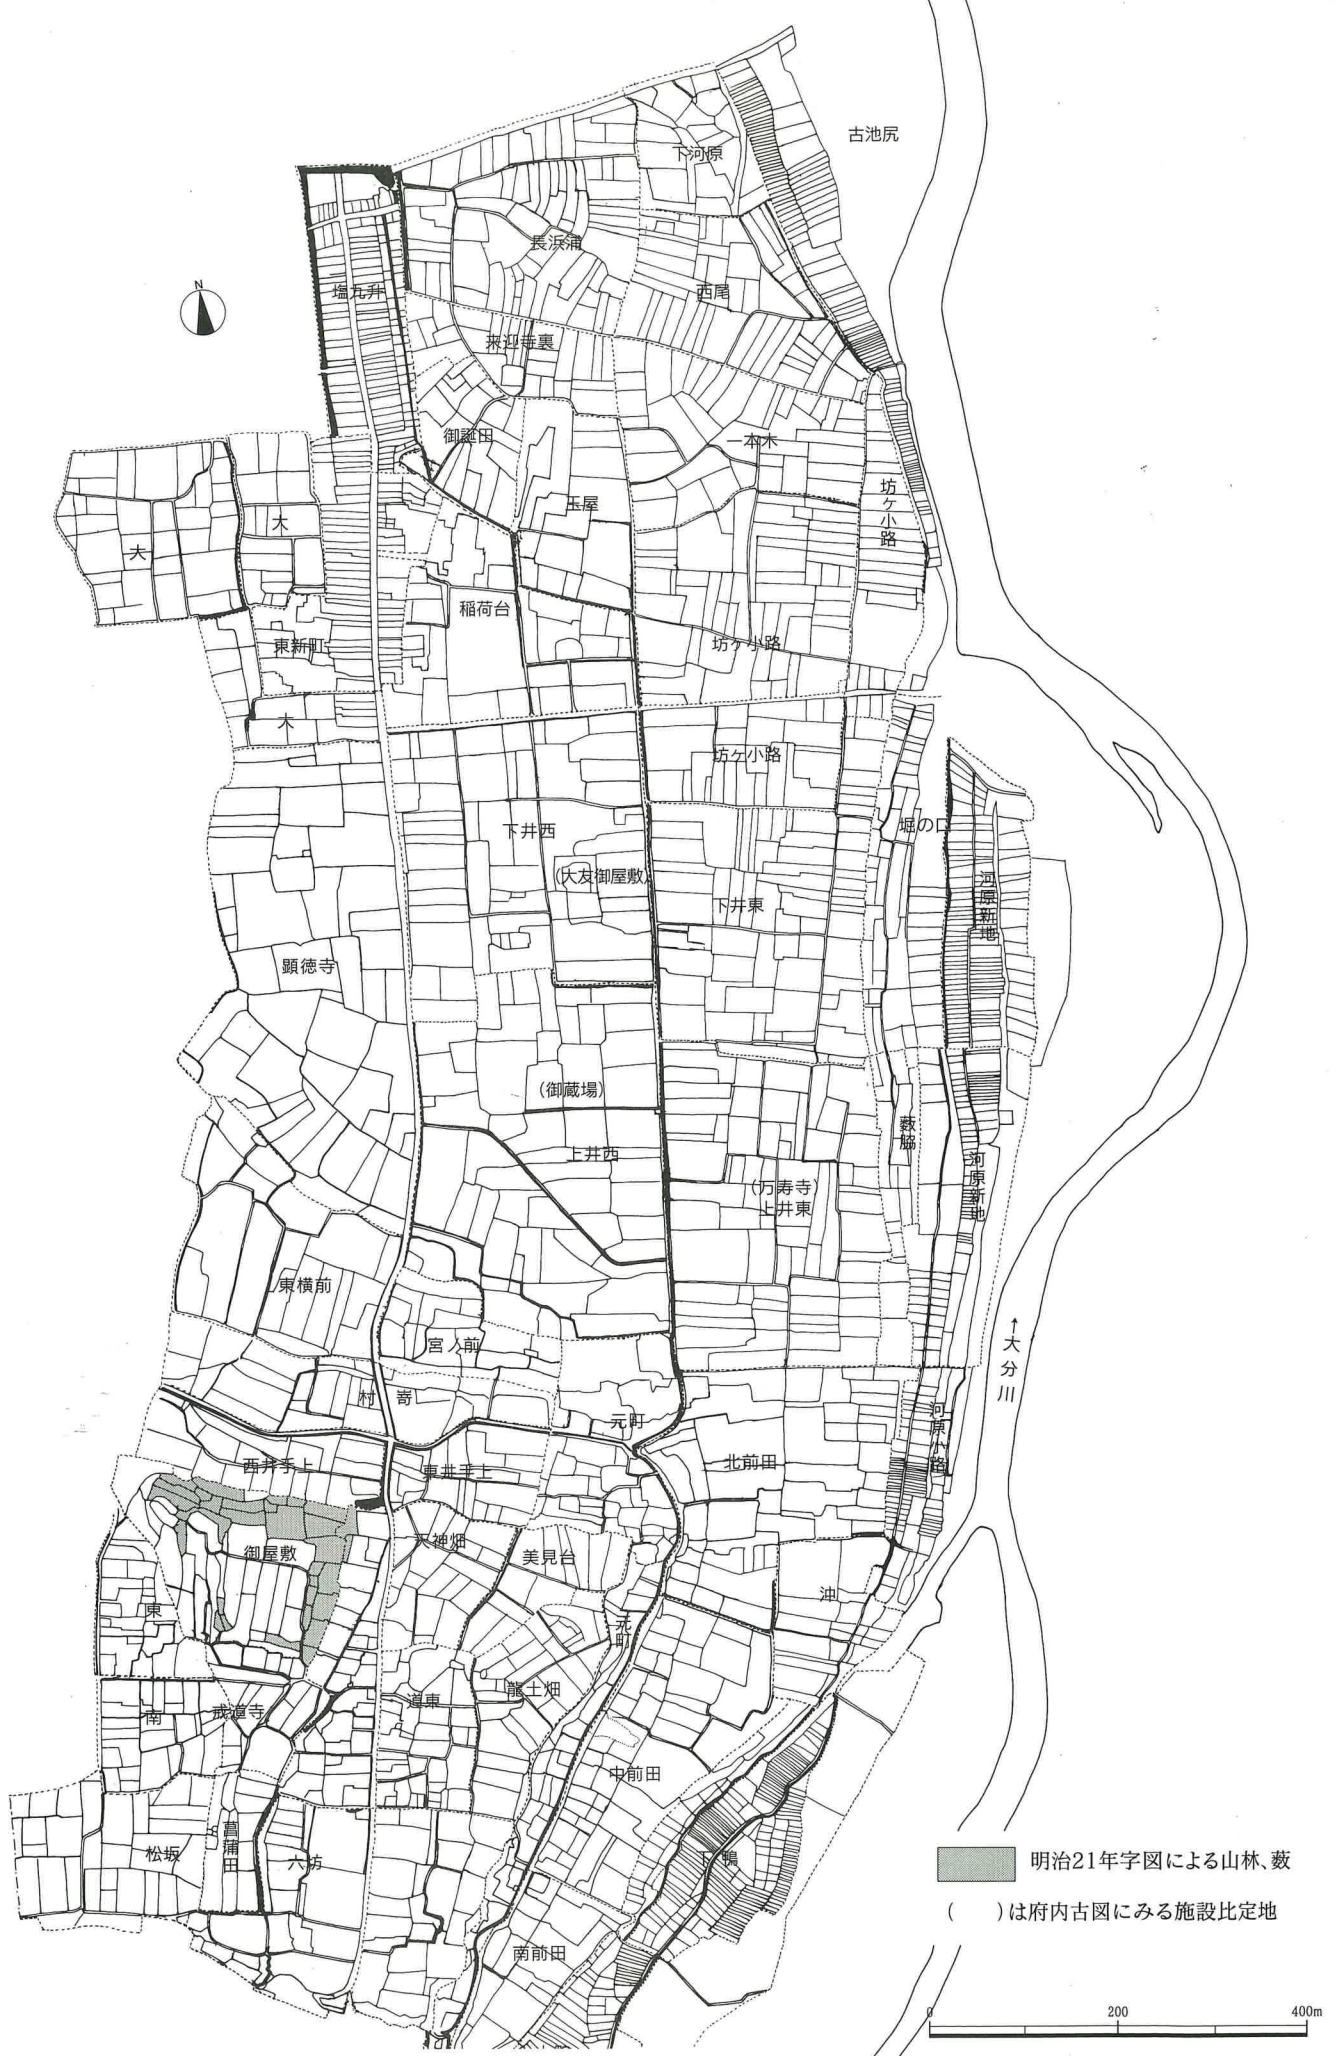 古池尻
下河原
長浜浦
N
塩九升
西尾
来迎寺裏
御誕田
一本木
坊ヶ小路
玉屋
大
大
稲荷台
東新町
坊ヶ小路
大
坊ケ小路
下井西
堀の口
(大友御屋敷)
河原新地
下井東
顕徳寺
(御蔵場)
藪脇
上井西
河原新地
(万寿寺)
上井東
東横前
↑大分川
宮ノ前
村 嵜
河原小路
元町
北前田
西井手上
東井手上
天神畑
美見台
御屋敷
沖
東
元町
龍土畑
道東
戒道寺
南
中前田
松坂
菖蒲田
六坊
下鴨
南前田
明治21年字図による山林、薮
(　)は府内古図にみる施設比定地
0 200 400m